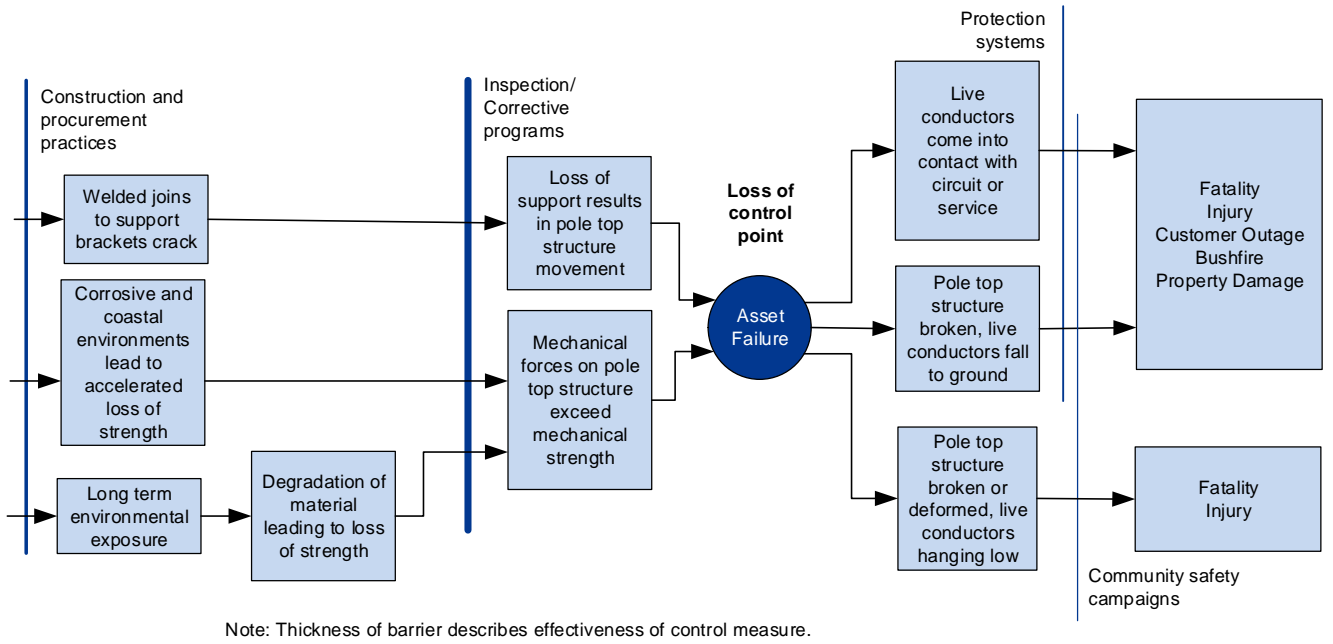 Construction and
procurement
practices
Welded joins
to support
brackets crack
Corrosive and
coastal
environments
lead to
accelerated
loss of
strength
Long term
environmental
exposure
Degradation of
material
leading to loss
of strength
Inspection/
Corrective
programs
Loss of
support results
in pole top
structure
movement
Mechanical
forces on pole
top structure
exceed
mechanical
strength
Loss of
control
point
Asset
Failure
Protection
systems
Live
conductors
come into
contact with
circuit or
service
Pole top
structure
broken, live
conductors fall
to ground
Pole top
structure
broken or
deformed, live
conductors
hanging low
Fatality
Injury
Customer Outage
Bushfire
Property Damage
Fatality
Injury
Community safety
campaigns
Note: Thickness of barrier describes effectiveness of control measure.